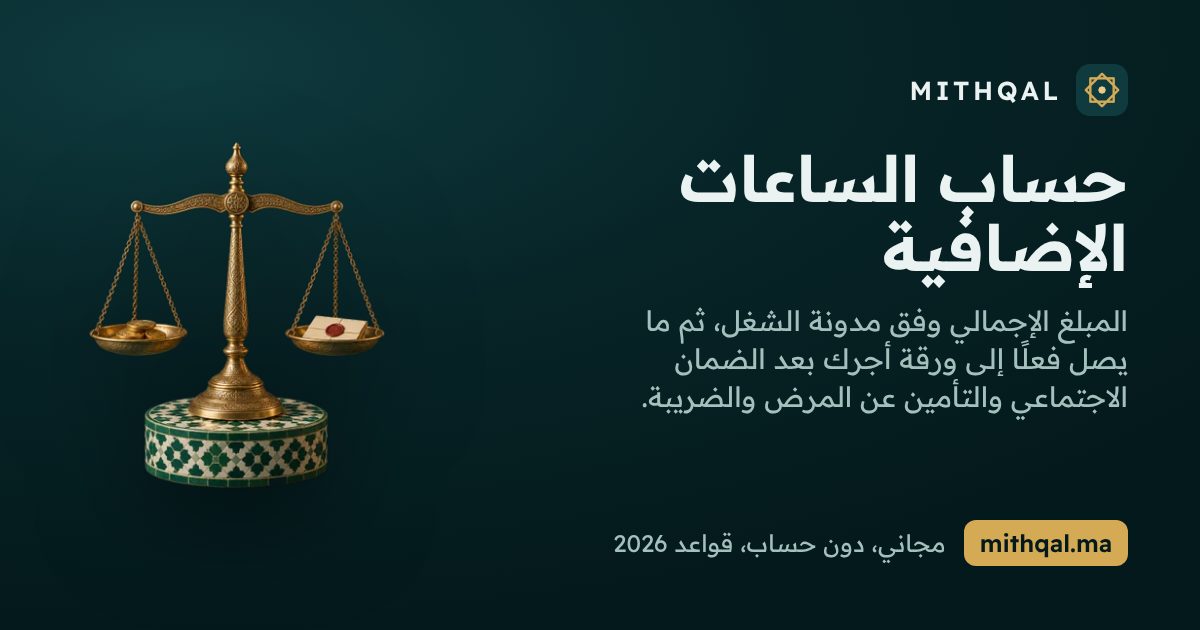 MITHQAL
حساب الساعات
الإضافية
المبلغ الإجمالي وفق مدونة الشغل، ثم ما
يصل فعلًا إلى ورقة أجرك بعد الضمان
الاجتماعي والتأمين عن المرض والضريبة.
mithqal.ma
مجاني، دون حساب، قواعد 2026